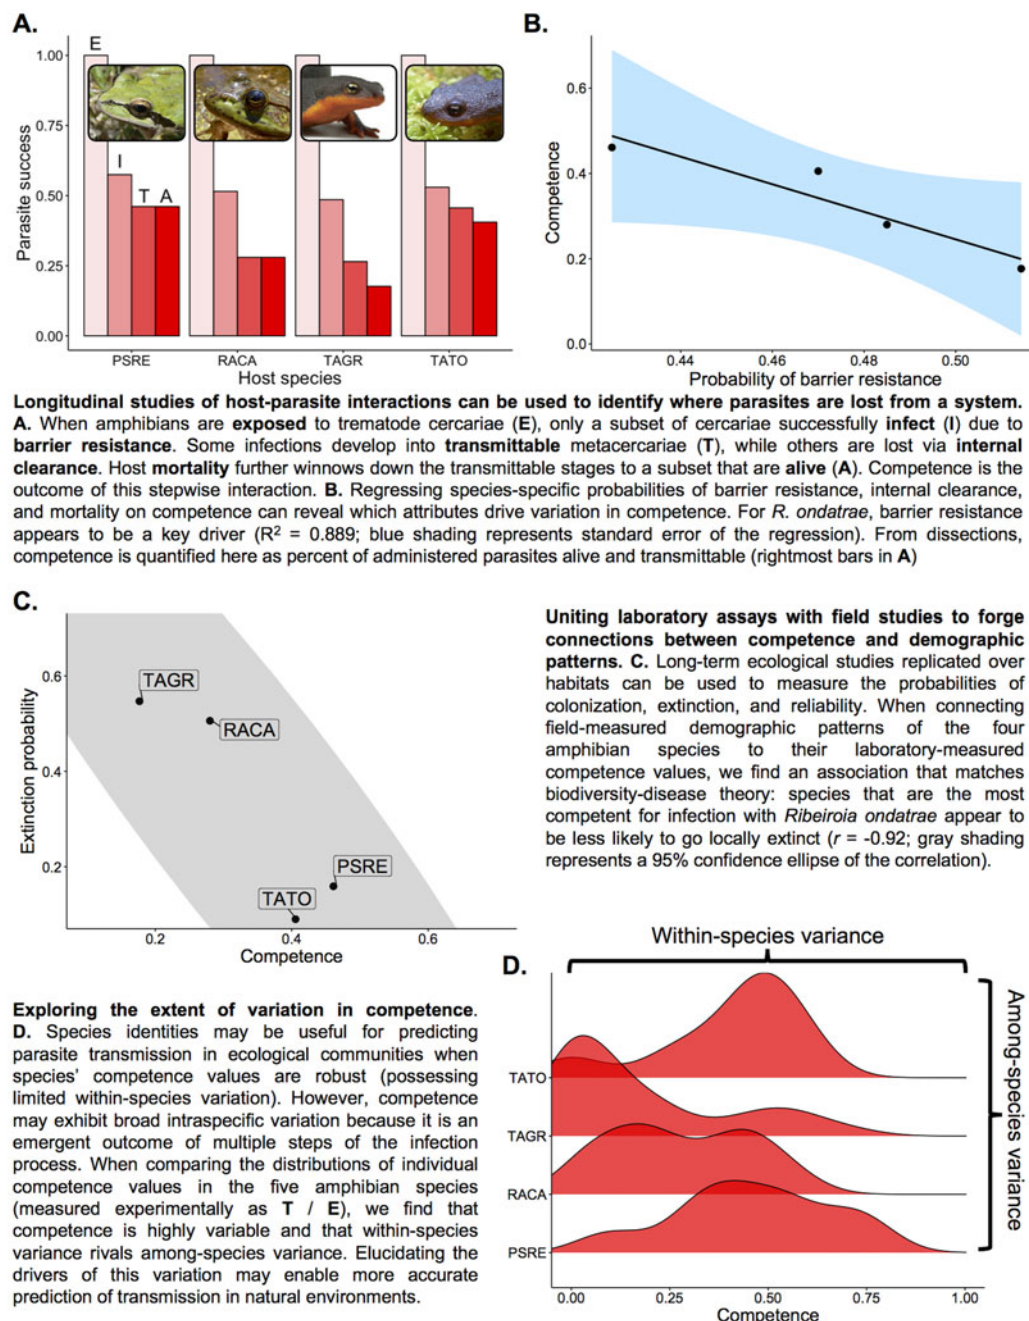 A.
E
1.00
0.75
0.50
0.25
0.00
I
T A
Parasite success
PSRE RACA TAGR TATO
Host species
B.
0.6
0.4
0.2
0.0
Competence
0.44 0.46 0.48 0.50
Probability of barrier resistance
Longitudinal studies of host-parasite interactions can be used to identify where parasites are lost from a system.
A. When amphibians are exposed to trematode cercariae (E), only a subset of cercariae successfully infect (I) due to
barrier resistance. Some infections develop into transmittable metacercariae (T), while others are lost via internal
clearance. Host mortality further winnows down the transmittable stages to a subset that are alive (A). Competence is the
outcome of this stepwise interaction. B. Regressing species-specific probabilities of barrier resistance, internal clearance,
and mortality on competence can reveal which attributes drive variation in competence. For R. ondatrae, barrier resistance
appears to be a key driver (R² = 0.889; blue shading represents standard error of the regression). From dissections,
competence is quantified here as percent of administered parasites alive and transmittable (rightmost bars in A)
C.
0.6
0.4
0.2
Extinction probability
TAGR
RACA
PSRE
TATO
0.2 0.4 0.6
Competence
Uniting laboratory assays with field studies to forge
connections between competence and demographic
patterns. C. Long-term ecological studies replicated over
habitats can be used to measure the probabilities of
colonization, extinction, and reliability. When connecting
field-measured demographic patterns of the four
amphibian species to their laboratory-measured
competence values, we find an association that matches
biodiversity-disease theory: species that are the most
competent for infection with Ribeiroia ondatrae appear to
be less likely to go locally extinct (r = -0.92; gray shading
represents a 95% confidence ellipse of the correlation).
Exploring the extent of variation in competence.
D. Species identities may be useful for predicting
parasite transmission in ecological communities when
species' competence values are robust (possessing
limited within-species variation). However, competence
may exhibit broad intraspecific variation because it is an
emergent outcome of multiple steps of the infection
process. When comparing the distributions of individual
competence values in the five amphibian species
(measured experimentally as T / E), we find that
competence is highly variable and that within-species
variance rivals among-species variance. Elucidating the
drivers of this variation may enable more accurate
prediction of transmission in natural environments.
D.
Within-species variance
Among-species variance
TATO
TAGR
RACA
PSRE
0.00 0.25 0.50 0.75 1.00
Competence